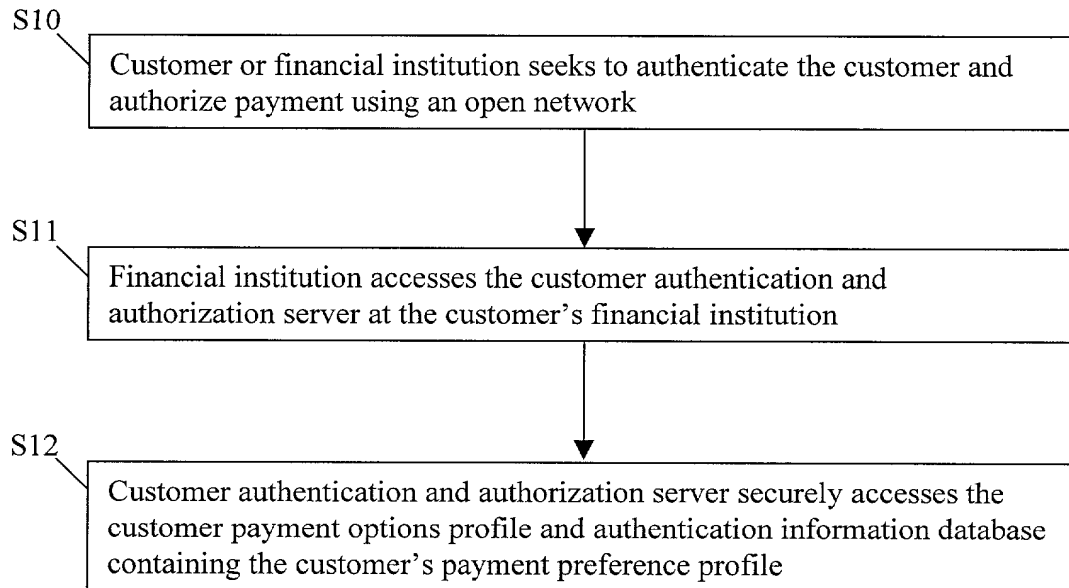 S10
Customer or financial institution seeks to authenticate the customer and
authorize payment using an open network
S11
Financial institution accesses the customer authentication and
authorization server at the customer's financial institution
S12
Customer authentication and authorization server securely accesses the
customer payment options profile and authentication information database
containing the customer's payment preference profile